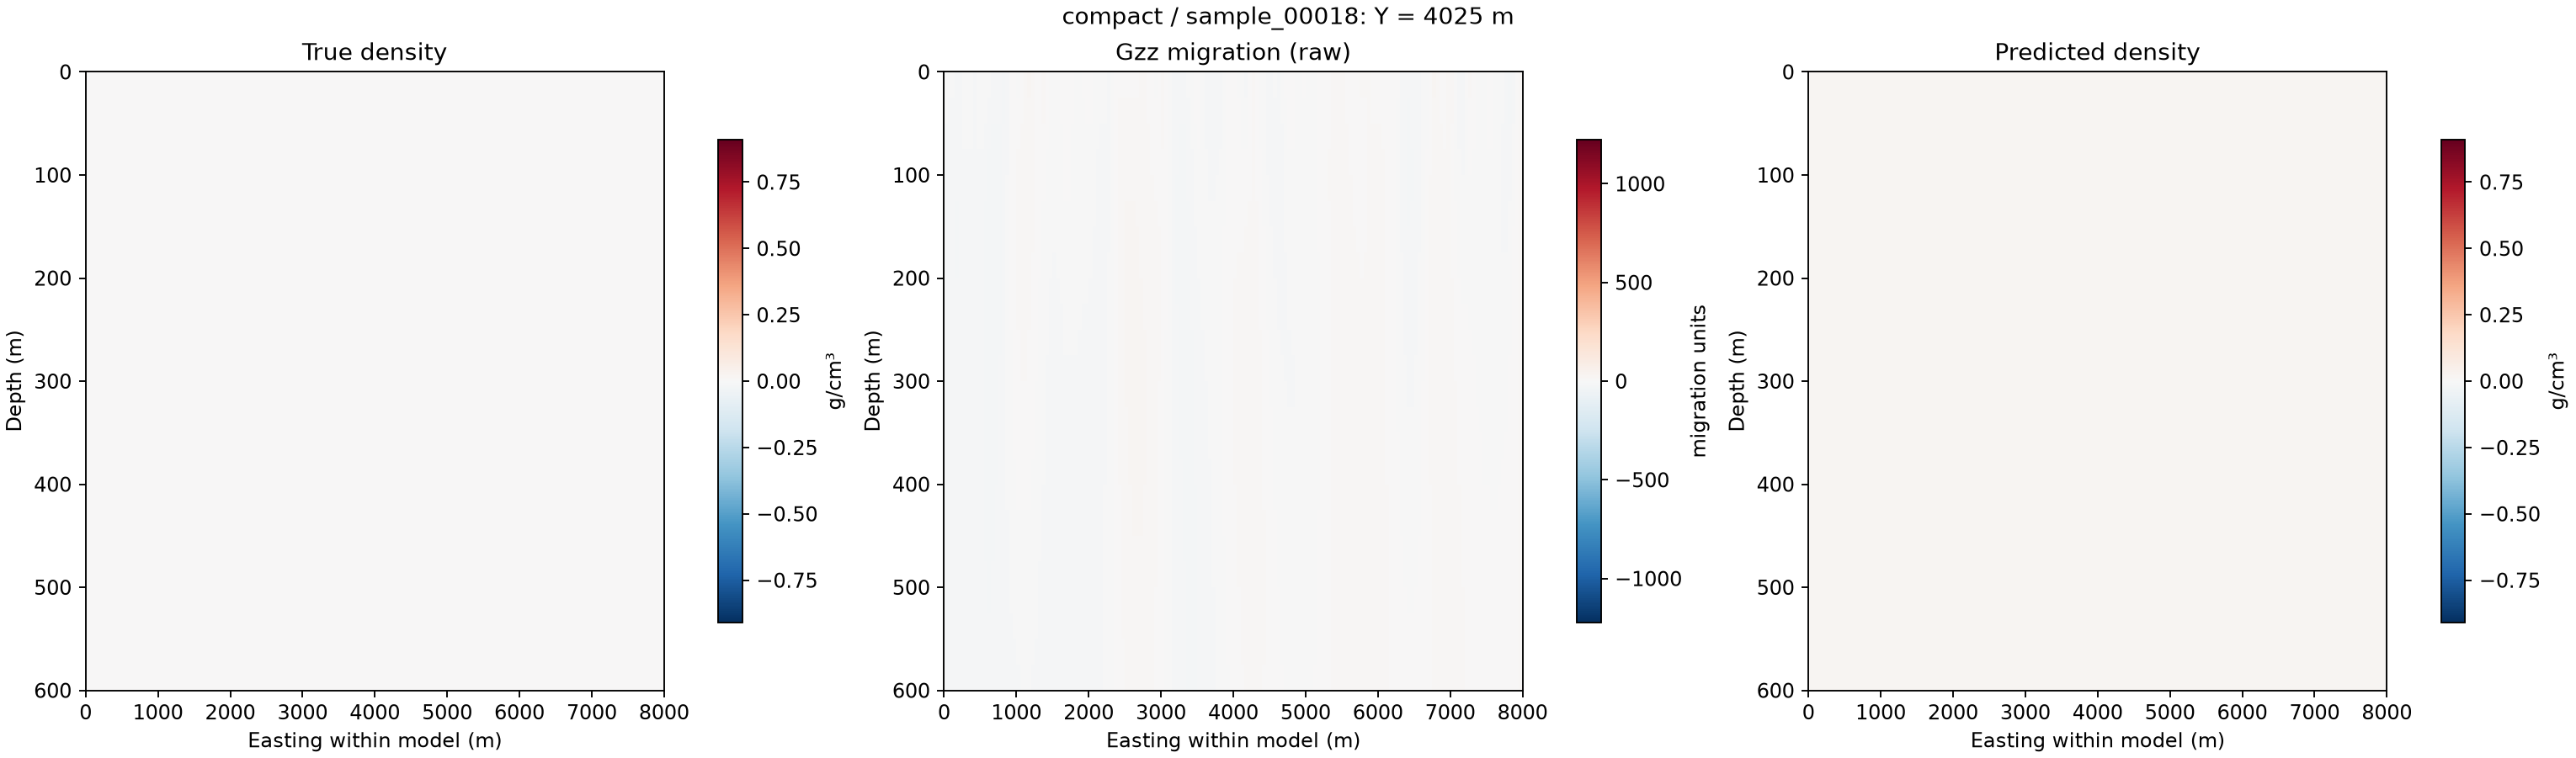 compact / sample_00018: Y = 4025 m
True density
0
100
200
300
400
500
600
Depth (m)
0 1000 2000 3000 4000 5000 6000 7000 8000
Easting within model (m)
0.75
0.50
0.25
0.00
−0.25
−0.50
−0.75
g/cm³
Gzz migration (raw)
0
100
200
300
400
500
600
Depth (m)
0 1000 2000 3000 4000 5000 6000 7000 8000
Easting within model (m)
1000
500
0
−500
−1000
migration units
Predicted density
0
100
200
300
400
500
600
Depth (m)
0 1000 2000 3000 4000 5000 6000 7000 8000
Easting within model (m)
0.75
0.50
0.25
0.00
−0.25
−0.50
−0.75
g/cm³